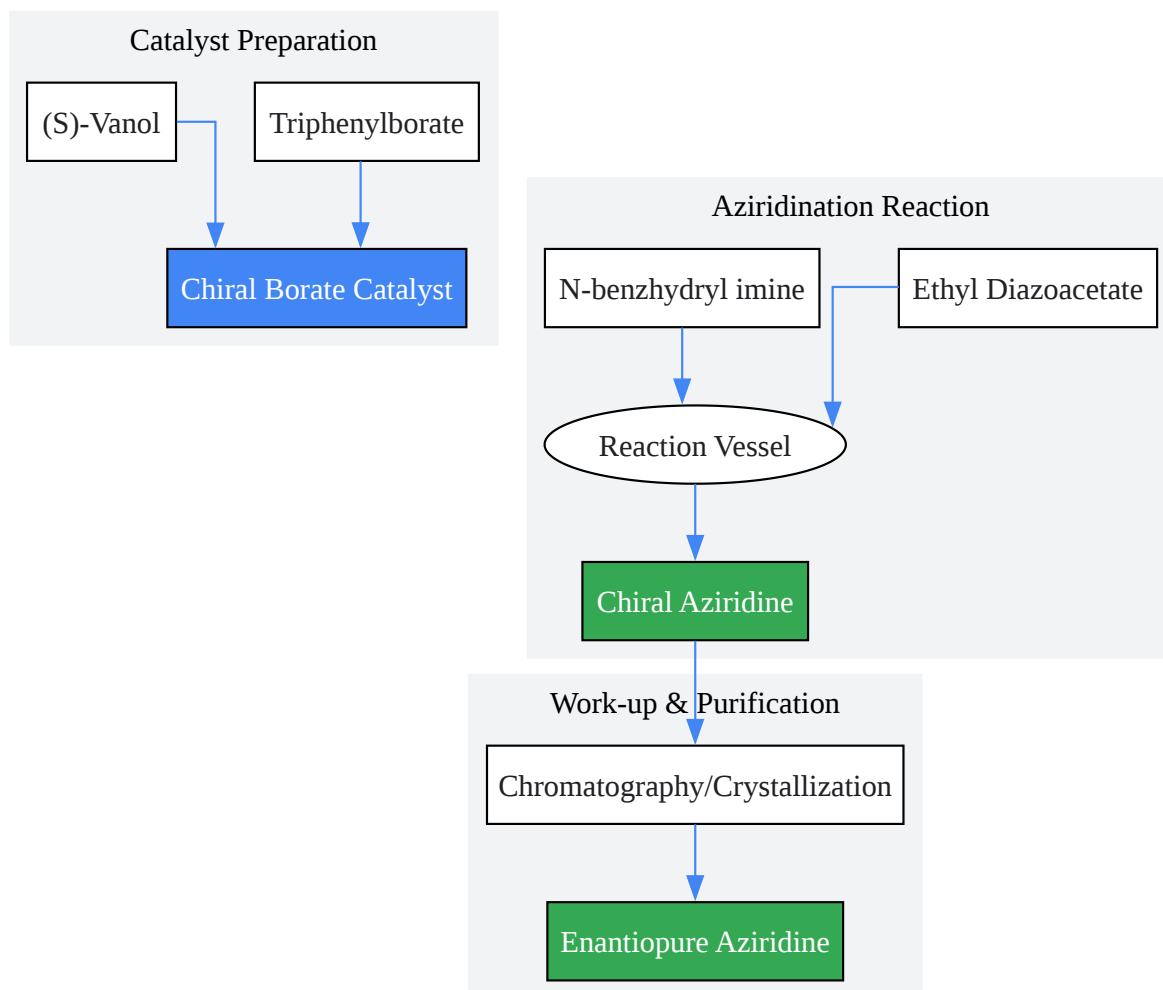 Catalyst Preparation
(S)-Vanol
Triphenylborate
Chiral Borate Catalyst
Aziridination Reaction
N-benzhydryl imine
Ethyl Diazoacetate
Reaction Vessel
Chiral Aziridine
Work-up & Purification
Chromatography/Crystallization
Enantiopure Aziridine